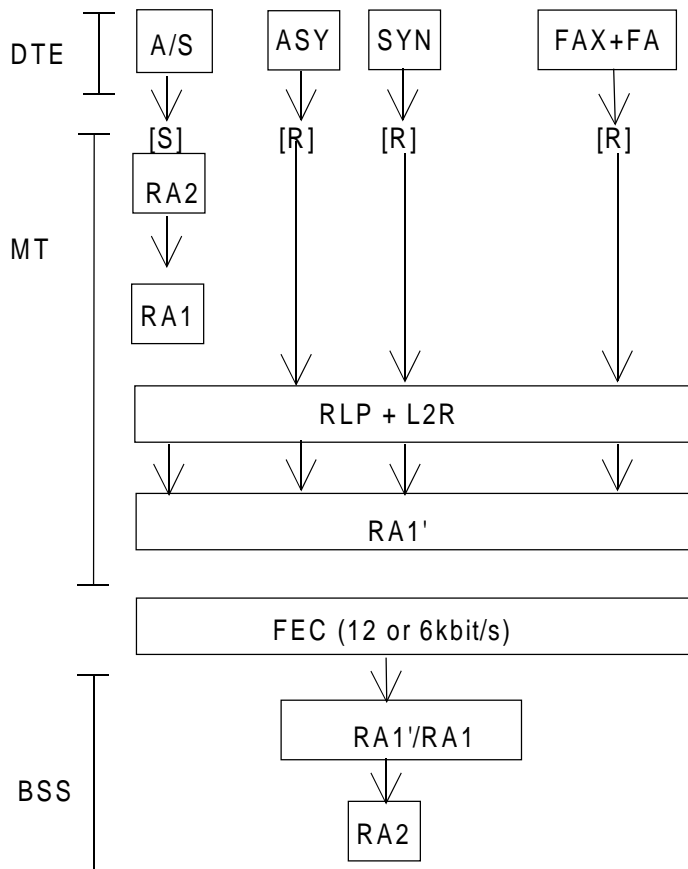 DTE
A/S
ASY
SYN
FAX+FA
[S]
[R]
[R]
[R]
MT
RA2
RA1
RLP + L2R
RA1'
FEC (12 or 6kbit/s)
RA1'/RA1
BSS
RA2